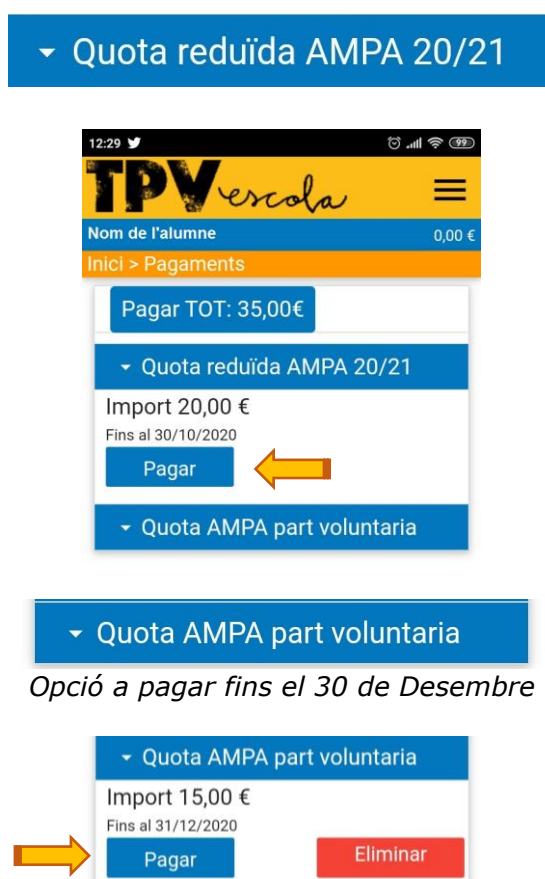 Quota reduïda AMPA 20/21
12:29 99
TPV escola
Nom de l'alumne 0,00 €
Inici > Pagaments
Pagar TOT: 35,00€
Quota reduïda AMPA 20/21
Import 20,00 €
Fins al 30/10/2020
Pagar
Quota AMPA part voluntaria
Quota AMPA part voluntaria
Opció a pagar fins el 30 de Desembre
Quota AMPA part voluntaria
Import 15,00 €
Fins al 31/12/2020
Pagar Eliminar